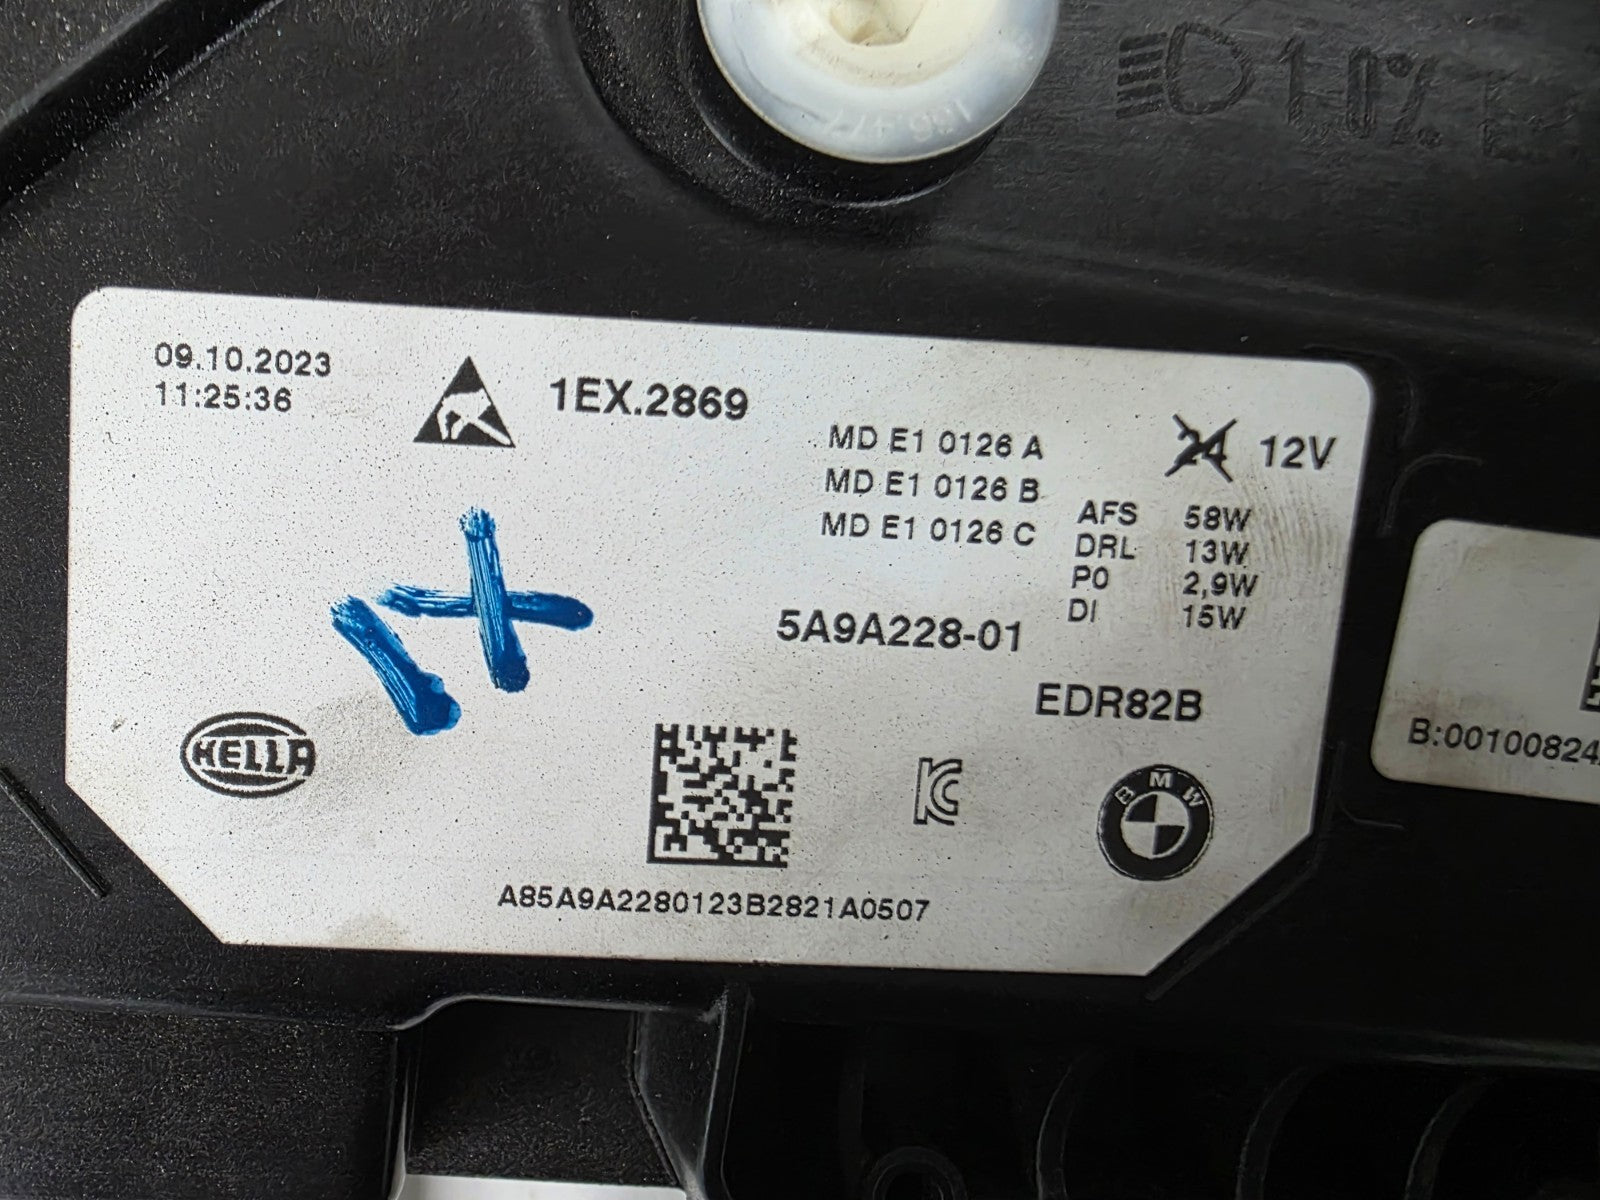 09.10.2023
11:25:36
1EX.2869
MD E1 0126 A
MD E1 0126 B
MD E1 0126 C
24 12V
AFS 58W
DRL 13W
PO 2,9W
DI 15W
5A9A228-01
EDR82B
HELLA
BMW
A85A9A2280123B2821A0507
B:00100824